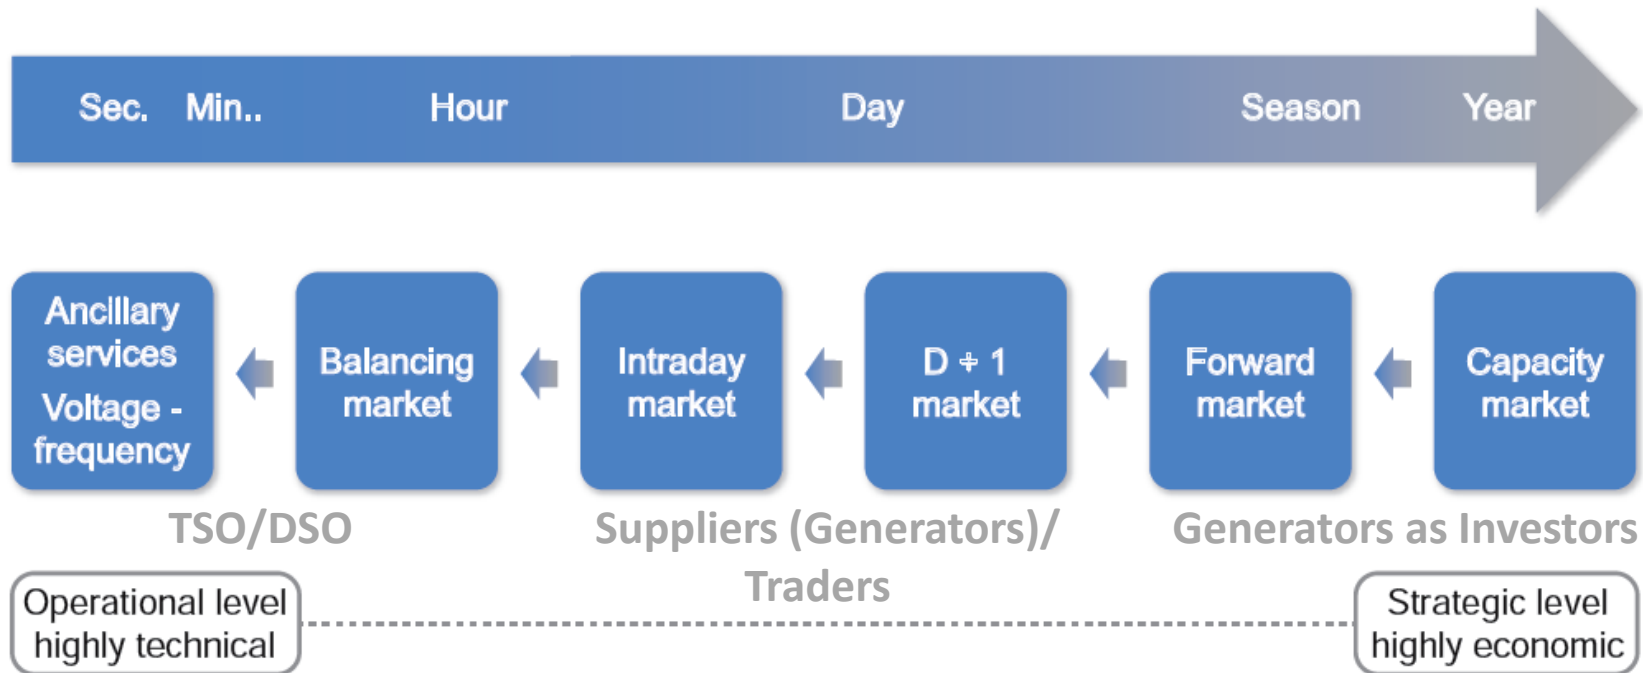 Sec. Min.. Hour Day Season Year
Ancillary
services
Voltage -
frequency
Balancing
market
Intraday
market
D + 1
market
Forward
market
Capacity
market
TSO/DSO
Suppliers (Generators)/
Traders
Generators as Investors
Operational level
highly technical
Strategic level
highly economic